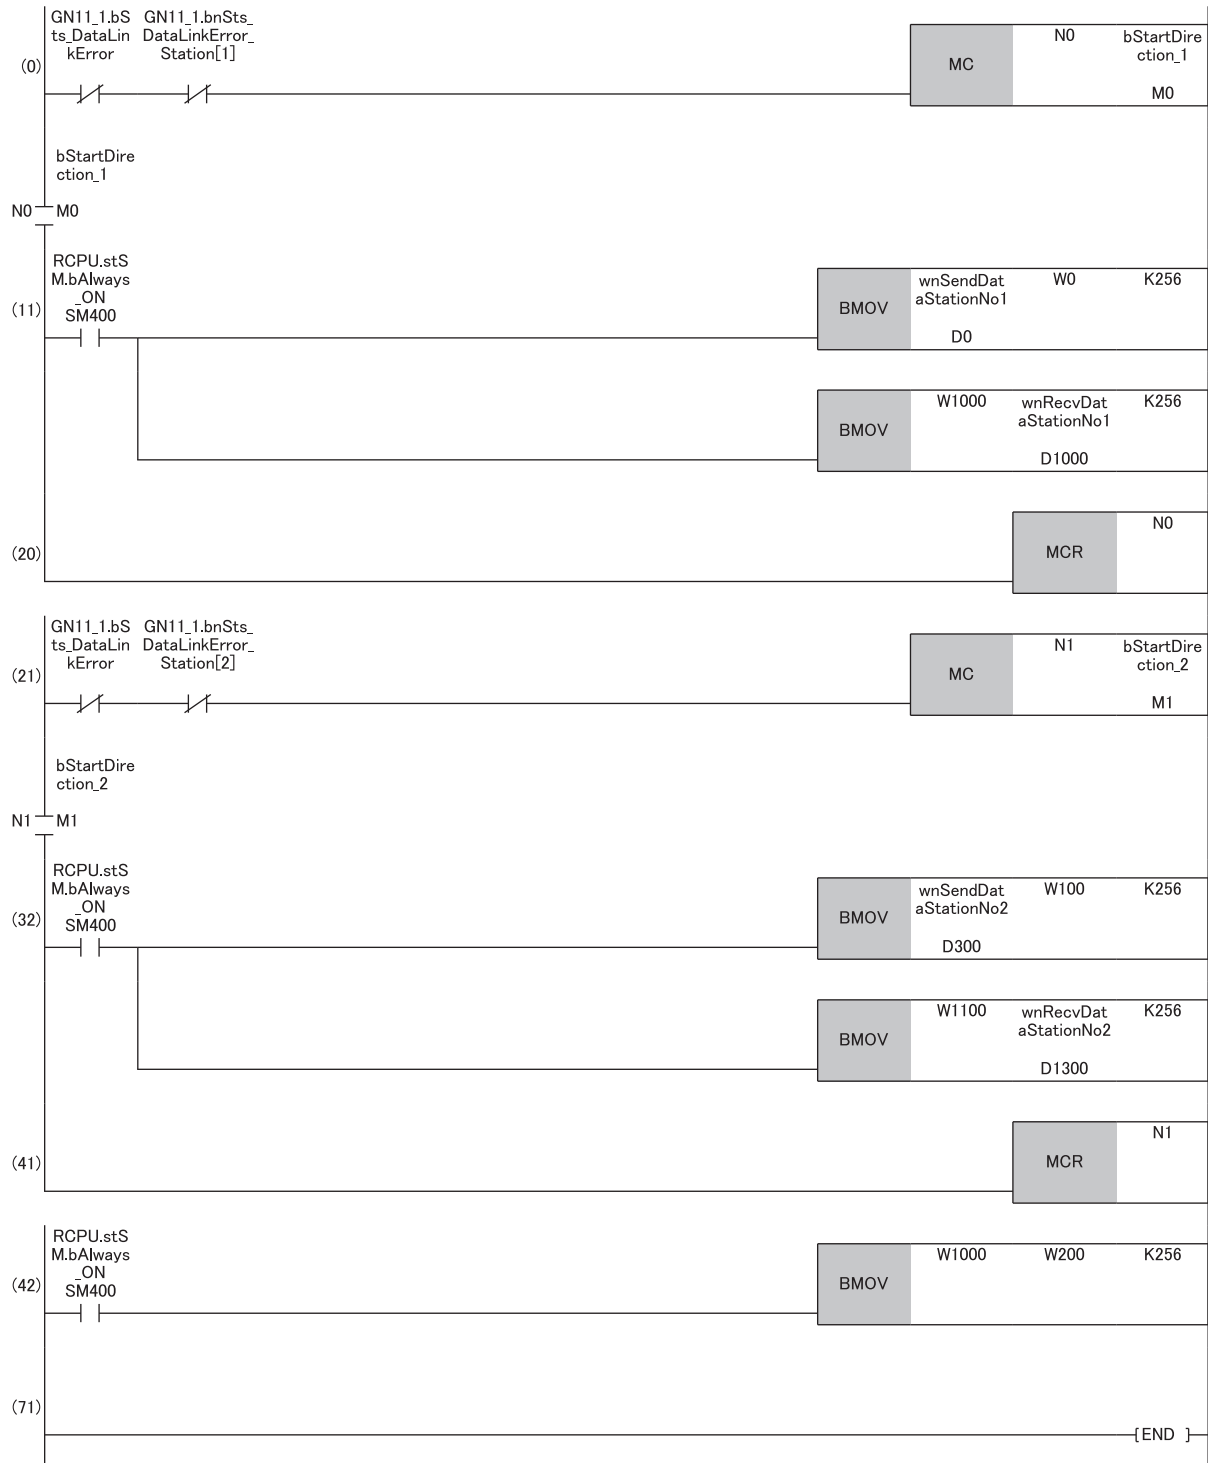 GN11_1.bS GN11_1.bnSts_
ts_DataLin DataLinkError_
kError Station[1]
(0)
MC N0 bStartDire
ction_1
M0
bStartDire
ction_1
N0 M0
RCPU.stS
M.bAlways
_ON
SM400
(11)
BMOV wnSendDat W0 K256
aStationNo1
D0
BMOV W1000 wnRecvDat K256
aStationNo1
D1000
(20)
MCR N0
GN11_1.bS GN11_1.bnSts_
ts_DataLin DataLinkError_
kError Station[2]
(21)
MC N1 bStartDire
ction_2
M1
bStartDire
ction_2
N1 M1
RCPU.stS
M.bAlways
_ON
SM400
(32)
BMOV wnSendDat W100 K256
aStationNo2
D300
BMOV W1100 wnRecvDat K256
aStationNo2
D1300
(41)
MCR N1
RCPU.stS
M.bAlways
_ON
SM400
(42)
BMOV W1000 W200 K256
(71)
[END ]